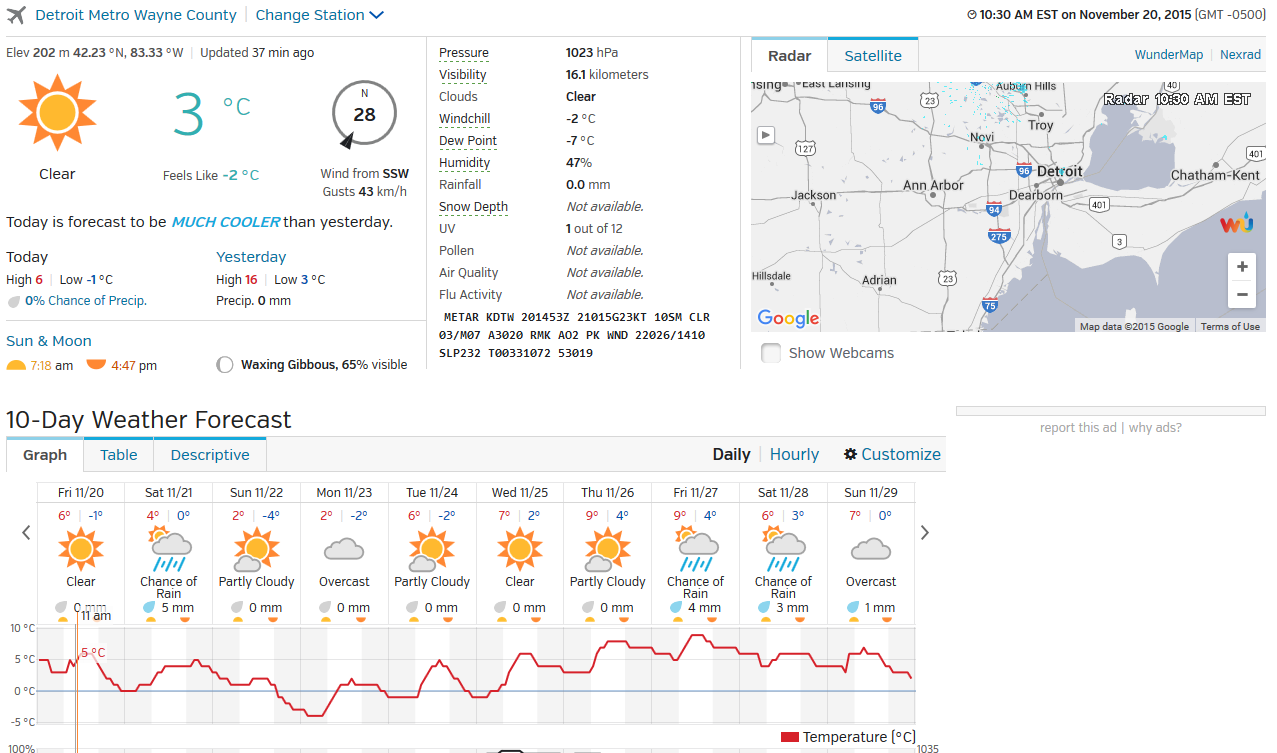 Detroit Metro Wayne County | Change Station
10:30 AM EST on November 20, 2015 (GMT -0500)
Elev 202 m 42.23 °N, 83.33 °W | Updated 37 min ago
Clear
3 °C
Feels Like -2 °C
N
28
Wind from SSW
Gusts 43 km/h
Today is forecast to be MUCH COOLER than yesterday.
Today
High 6 | Low -1 °C
0% Chance of Precip.
Yesterday
High 16 | Low 3 °C
Precip. 0 mm
Sun & Moon
7:18 am 4:47 pm
Waxing Gibbous, 65% visible
Pressure 1023 hPa
Visibility 16.1 kilometers
Clouds Clear
Windchill -2 °C
Dew Point -7 °C
Humidity 47%
Rainfall 0.0 mm
Snow Depth Not available.
UV 1 out of 12
Pollen Not available.
Air Quality Not available.
Flu Activity Not available.
METAR KDTW 201453Z 21015G23KT 10SM CLR
03/M07 A3020 RMK AO2 PK WND 22026/1410
SLP232 T00331072 53019
Radar Satellite
WunderMap | Nexrad
Radar 10:30 AM EST
East Lansing
Auburn Hills
40
23
96
Troy
Novi
127
401
96
Detroit
Chatham-Kent
Ann Arbor
Jackson
Dearborn
94
401
275
3
Hillsdale
Adrian
23
75
+
−
Google
Map data ©2015 Google Terms of Use
Show Webcams
10-Day Weather Forecast
report this ad | why ads?
Graph Table Descriptive
Daily | Hourly Customize
Fri 11/20 Sat 11/21 Sun 11/22 Mon 11/23 Tue 11/24 Wed 11/25 Thu 11/26 Fri 11/27 Sat 11/28 Sun 11/29
6° | -1° 4° | 0° 2° | -4° 2° | -2° 6° | -2° 7° | 2° 9° | 4° 9° | 4° 6° | 3° 7° | 0°
Clear Chance of Rain Partly Cloudy Overcast Partly Cloudy Clear Partly Cloudy Chance of Rain Chance of Rain Overcast
0 mm 5 mm 0 mm 0 mm 0 mm 0 mm 0 mm 4 mm 3 mm 1 mm
11 am
10 °C
5 °C
5 °C
0 °C
-5 °C
Temperature (°C)
100%
1035